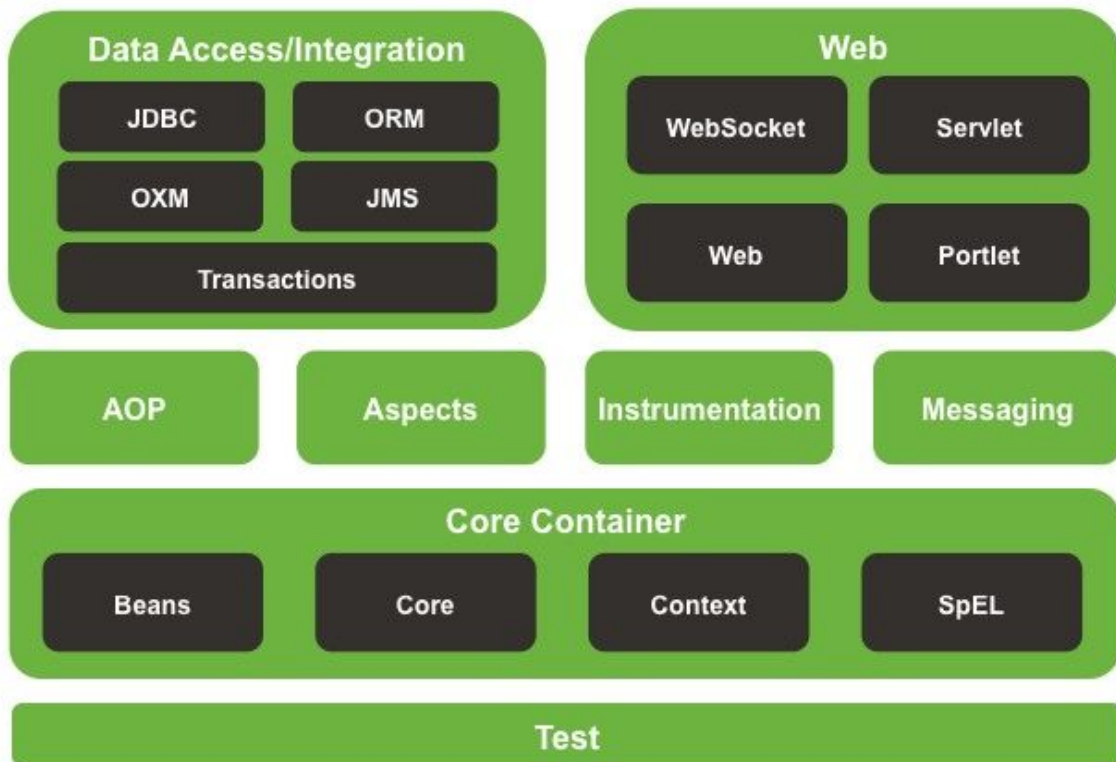 Data Access/Integration
JDBC
ORM
OXM
JMS
Transactions
Web
WebSocket
Servlet
Web
Portlet
AOP
Aspects
Instrumentation
Messaging
Core Container
Beans
Core
Context
SpEL
Test